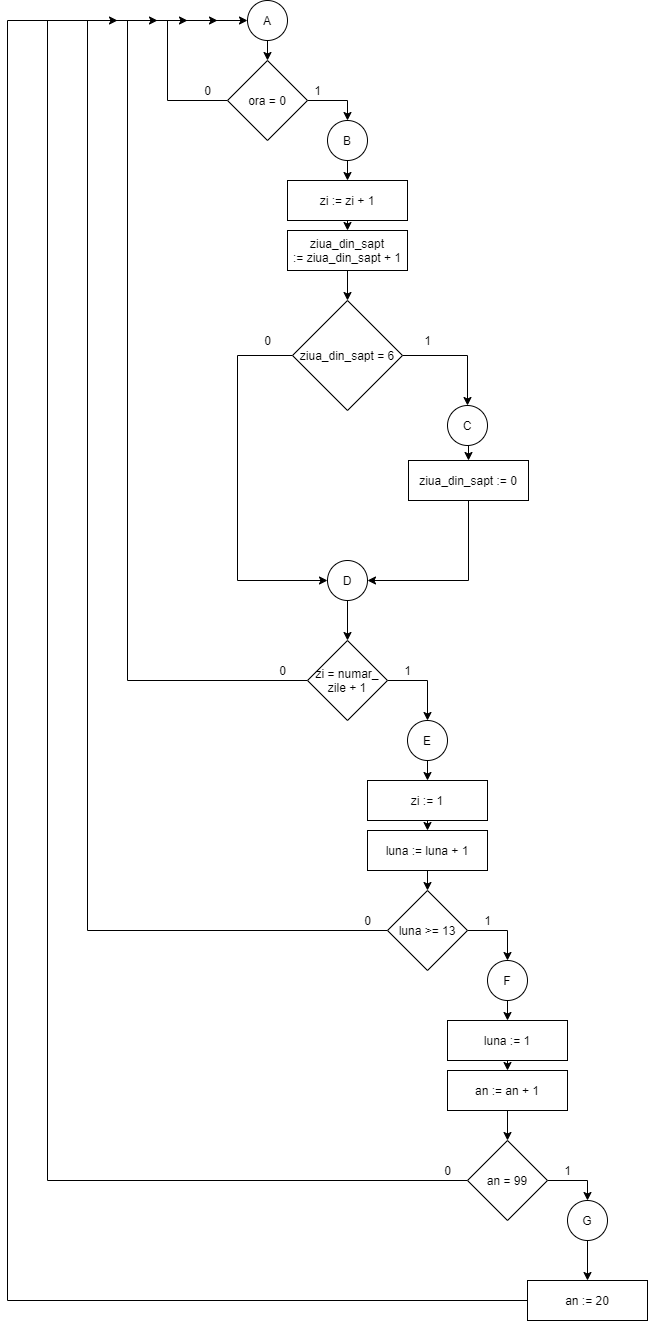 A
ora = 0
0
1
B
zi := zi + 1
ziua_din_sapt
:= ziua_din_sapt + 1
0
1
ziua_din_sapt = 6
C
ziua_din_sapt := 0
D
0
1
zi = numar_
zile + 1
E
zi := 1
luna := luna + 1
0
1
luna >= 13
F
luna := 1
an := an + 1
0
1
an = 99
G
an := 20